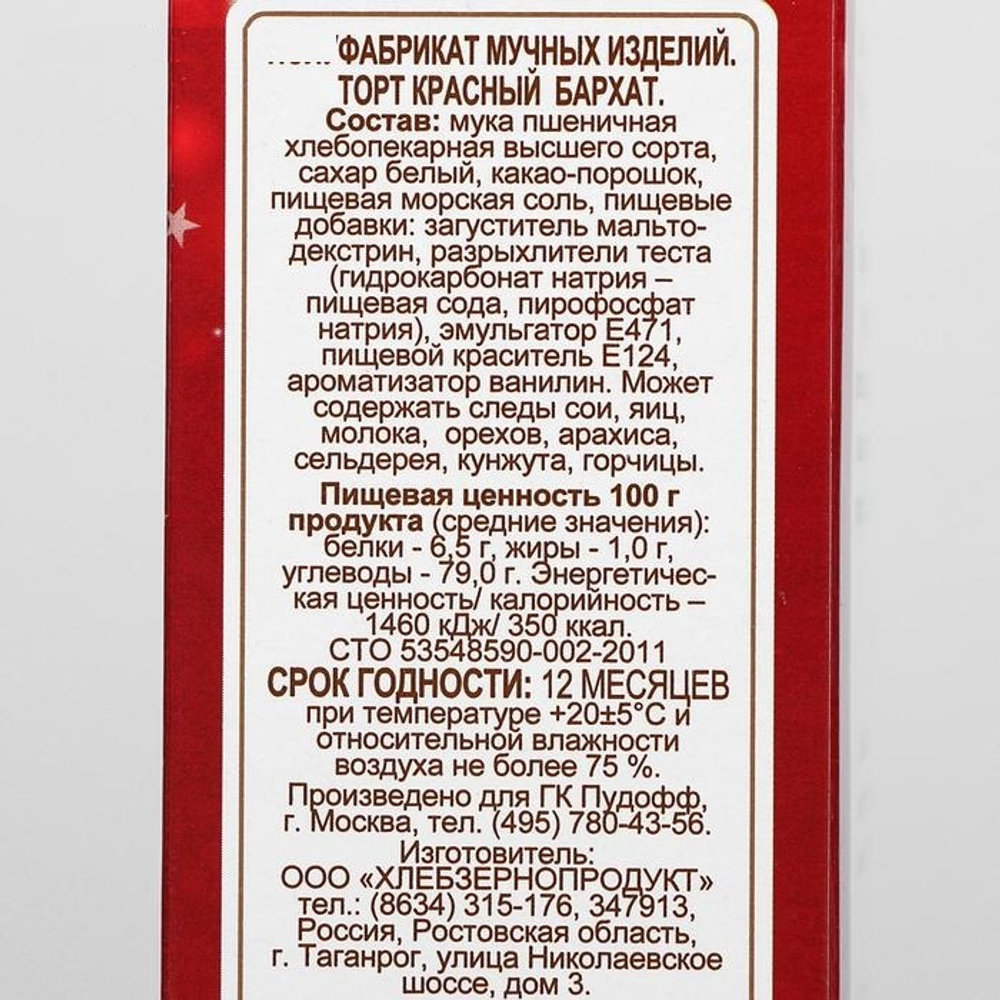 ФАБРИКАТ МУЧНЫХ ИЗДЕЛИЙ.
ТОРТ КРАСНЫЙ БАРХАТ.
Состав: мука пшеничная
хлебопекарная высшего сорта,
сахар белый, какао-порошок,
пищевая морская соль, пищевые
добавки: загуститель мальто-
декстрин, разрыхлители теста
(гидрокарбонат натрия –
пищевая сода, пирофосфат
натрия), эмульгатор Е471,
пищевой краситель Е124,
ароматизатор ванилин. Может
содержать следы сои, яиц,
молока, орехов, арахиса,
сельдерея, кунжута, горчицы.
Пищевая ценность 100 г
продукта (средние значения):
белки - 6,5 г, жиры - 1,0 г,
углеводы - 79,0 г. Энергетичес-
кая ценность/ калорийность –
1460 кДж/ 350 ккал.
СТО 53548590-002-2011
СРОК ГОДНОСТИ: 12 МЕСЯЦЕВ
при температуре +20±5°С и
относительной влажности
воздуха не более 75 %.
Произведено для ГК Пудофф,
г. Москва, тел. (495) 780-43-56.
Изготовитель:
ООО «ХЛЕБЗЕРНОПРОДУКТ»
тел.: (8634) 315-176, 347913,
Россия, Ростовская область,
г. Таганрог, улица Николаевское
шоссе, дом 3.